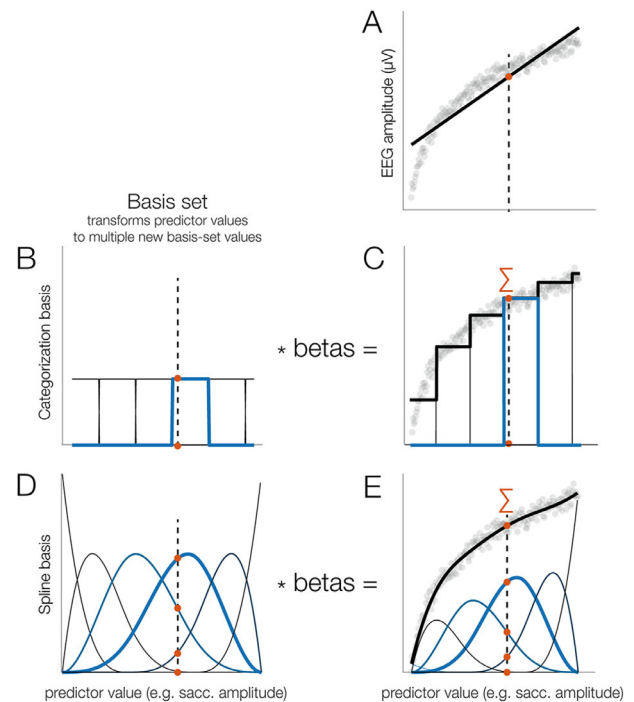 A
EEG amplitude (µV)
Basis set
transforms predictor values
to multiple new basis-set values
B
Categorization basis
* betas =
C
Σ
D
Spline basis
predictor value (e.g. sacc. amplitude)
* betas =
E
Σ
predictor value (e.g. sacc. amplitude)